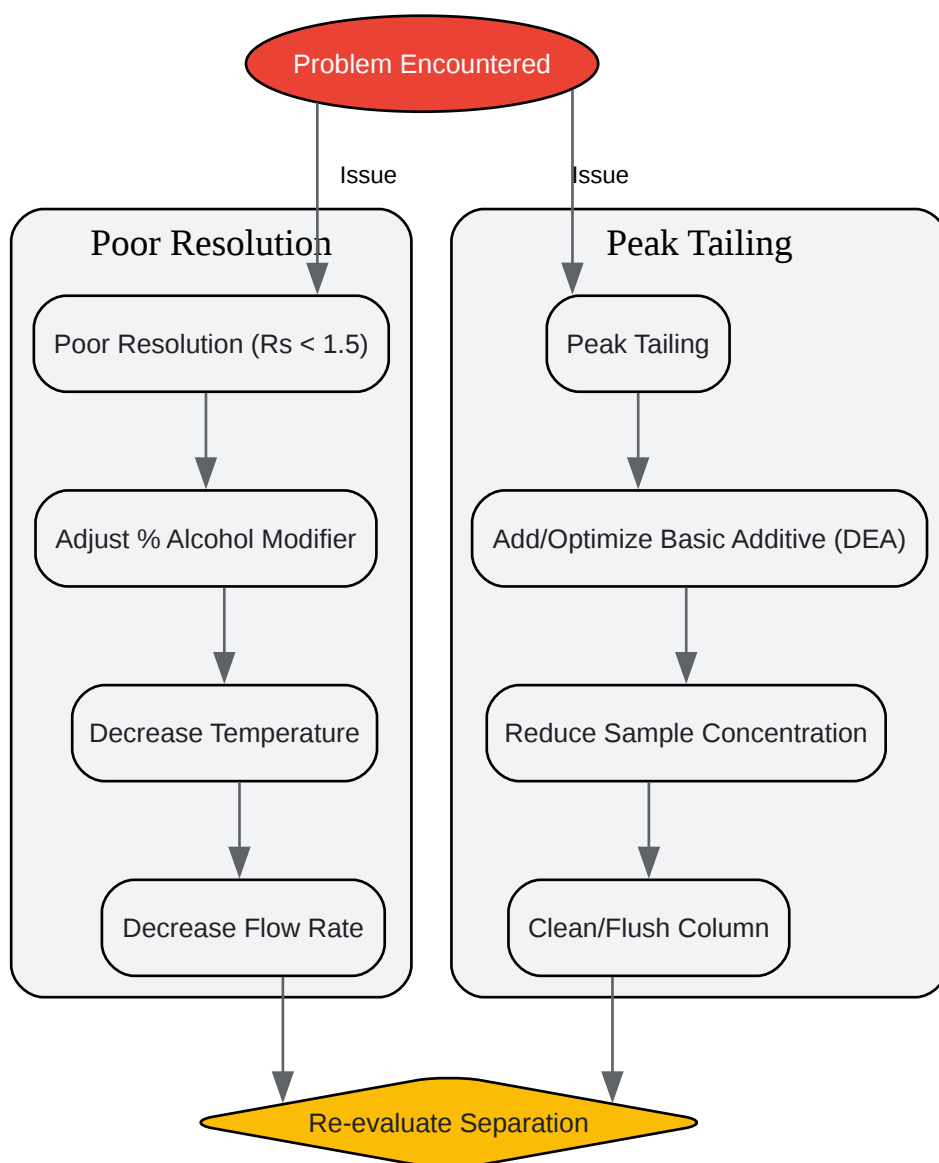 Problem Encountered
Issue
Issue
Poor Resolution
Peak Tailing
Poor Resolution (Rs < 1.5)
Peak Tailing
Adjust % Alcohol Modifier
Add/Optimize Basic Additive (DEA)
Decrease Temperature
Reduce Sample Concentration
Decrease Flow Rate
Clean/Flush Column
Re-evaluate Separation